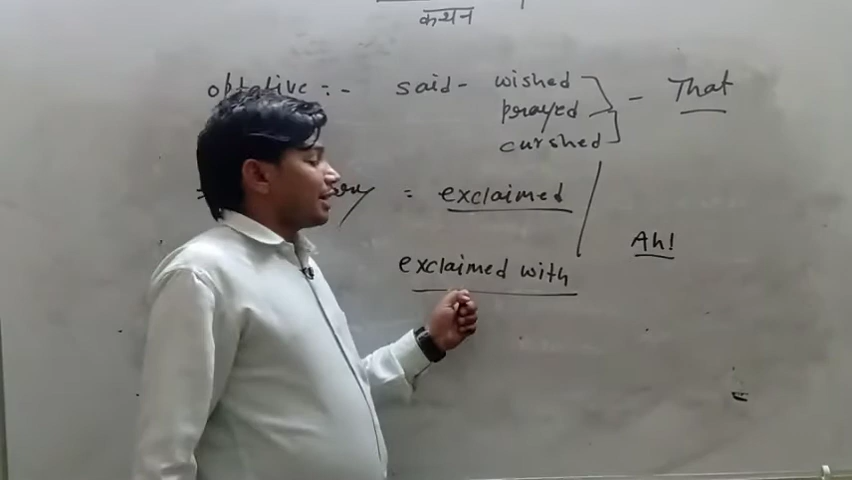 कथन
optative :- said - wished - That
prayed
curshed
= exclaimed
Ah!
exclaimed with